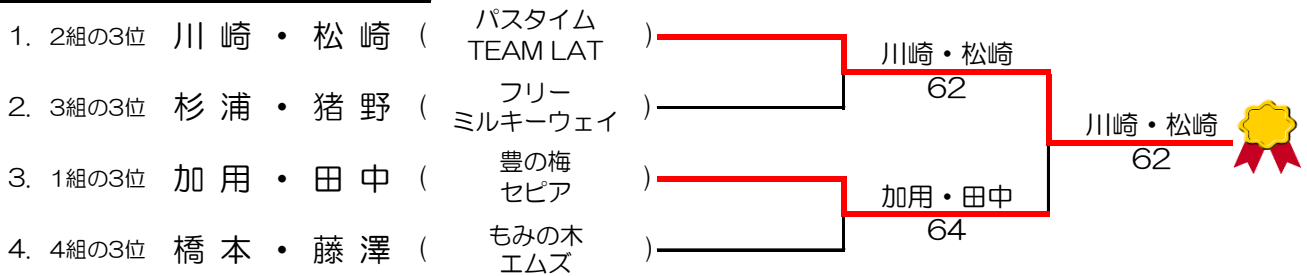 1. 2組の3位 川崎・松崎 ( パスタイム TEAM LAT )
川崎・松崎
62
2. 3組の3位 杉浦・猪野 ( フリー ミルキーウェイ )
川崎・松崎
62
3. 1組の3位 加用・田中 ( 豊の梅 セピア )
加用・田中
64
4. 4組の3位 橋本・藤澤 ( もみの木 エムズ )